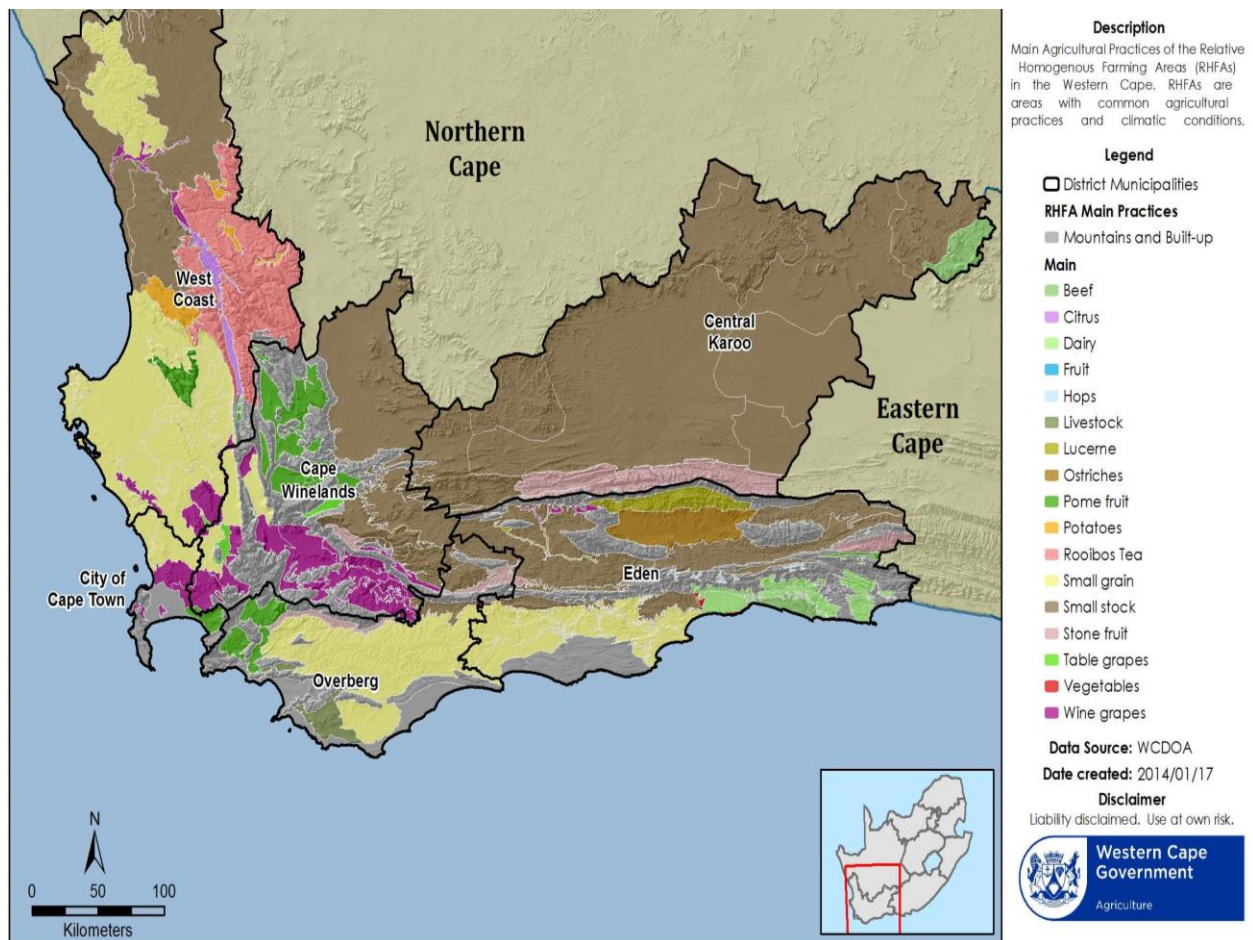 Northern
Cape
West
Coast
Central
Karoo
Eastern
Cape
Cape
Winelands
City of
Cape Town
Eden
Overberg
N
0 50 100
Kilometers
Description
Main Agricultural Practices of the Relative
Homogenous Farming Areas (RHFAs)
in the Western Cape. RHFAs are
areas with common agricultural
practices and climatic conditions.
Legend
District Municipalities
RHFA Main Practices
Mountains and Built-up
Main
Beef
Citrus
Dairy
Fruit
Hops
Livestock
Lucerne
Ostriches
Pome fruit
Potatoes
Rooibos Tea
Small grain
Small stock
Stone fruit
Table grapes
Vegetables
Wine grapes
Data Source: WCDOA
Date created: 2014/01/17
Disclaimer
Liability disclaimed. Use at own risk.
Western Cape
Government
Agriculture